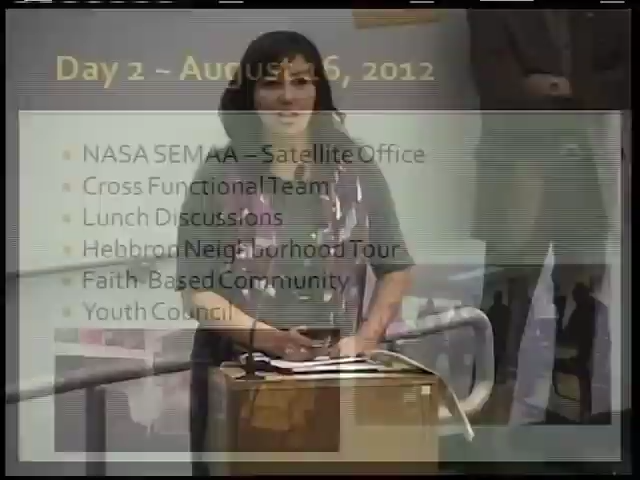 Day 2 – August 16, 2012
NASA SEMAA – Satellite Office
Cross Functional Team
Lunch Discussions
Hebbron Neighborhood Tour
Faith-Based Community
Youth Council